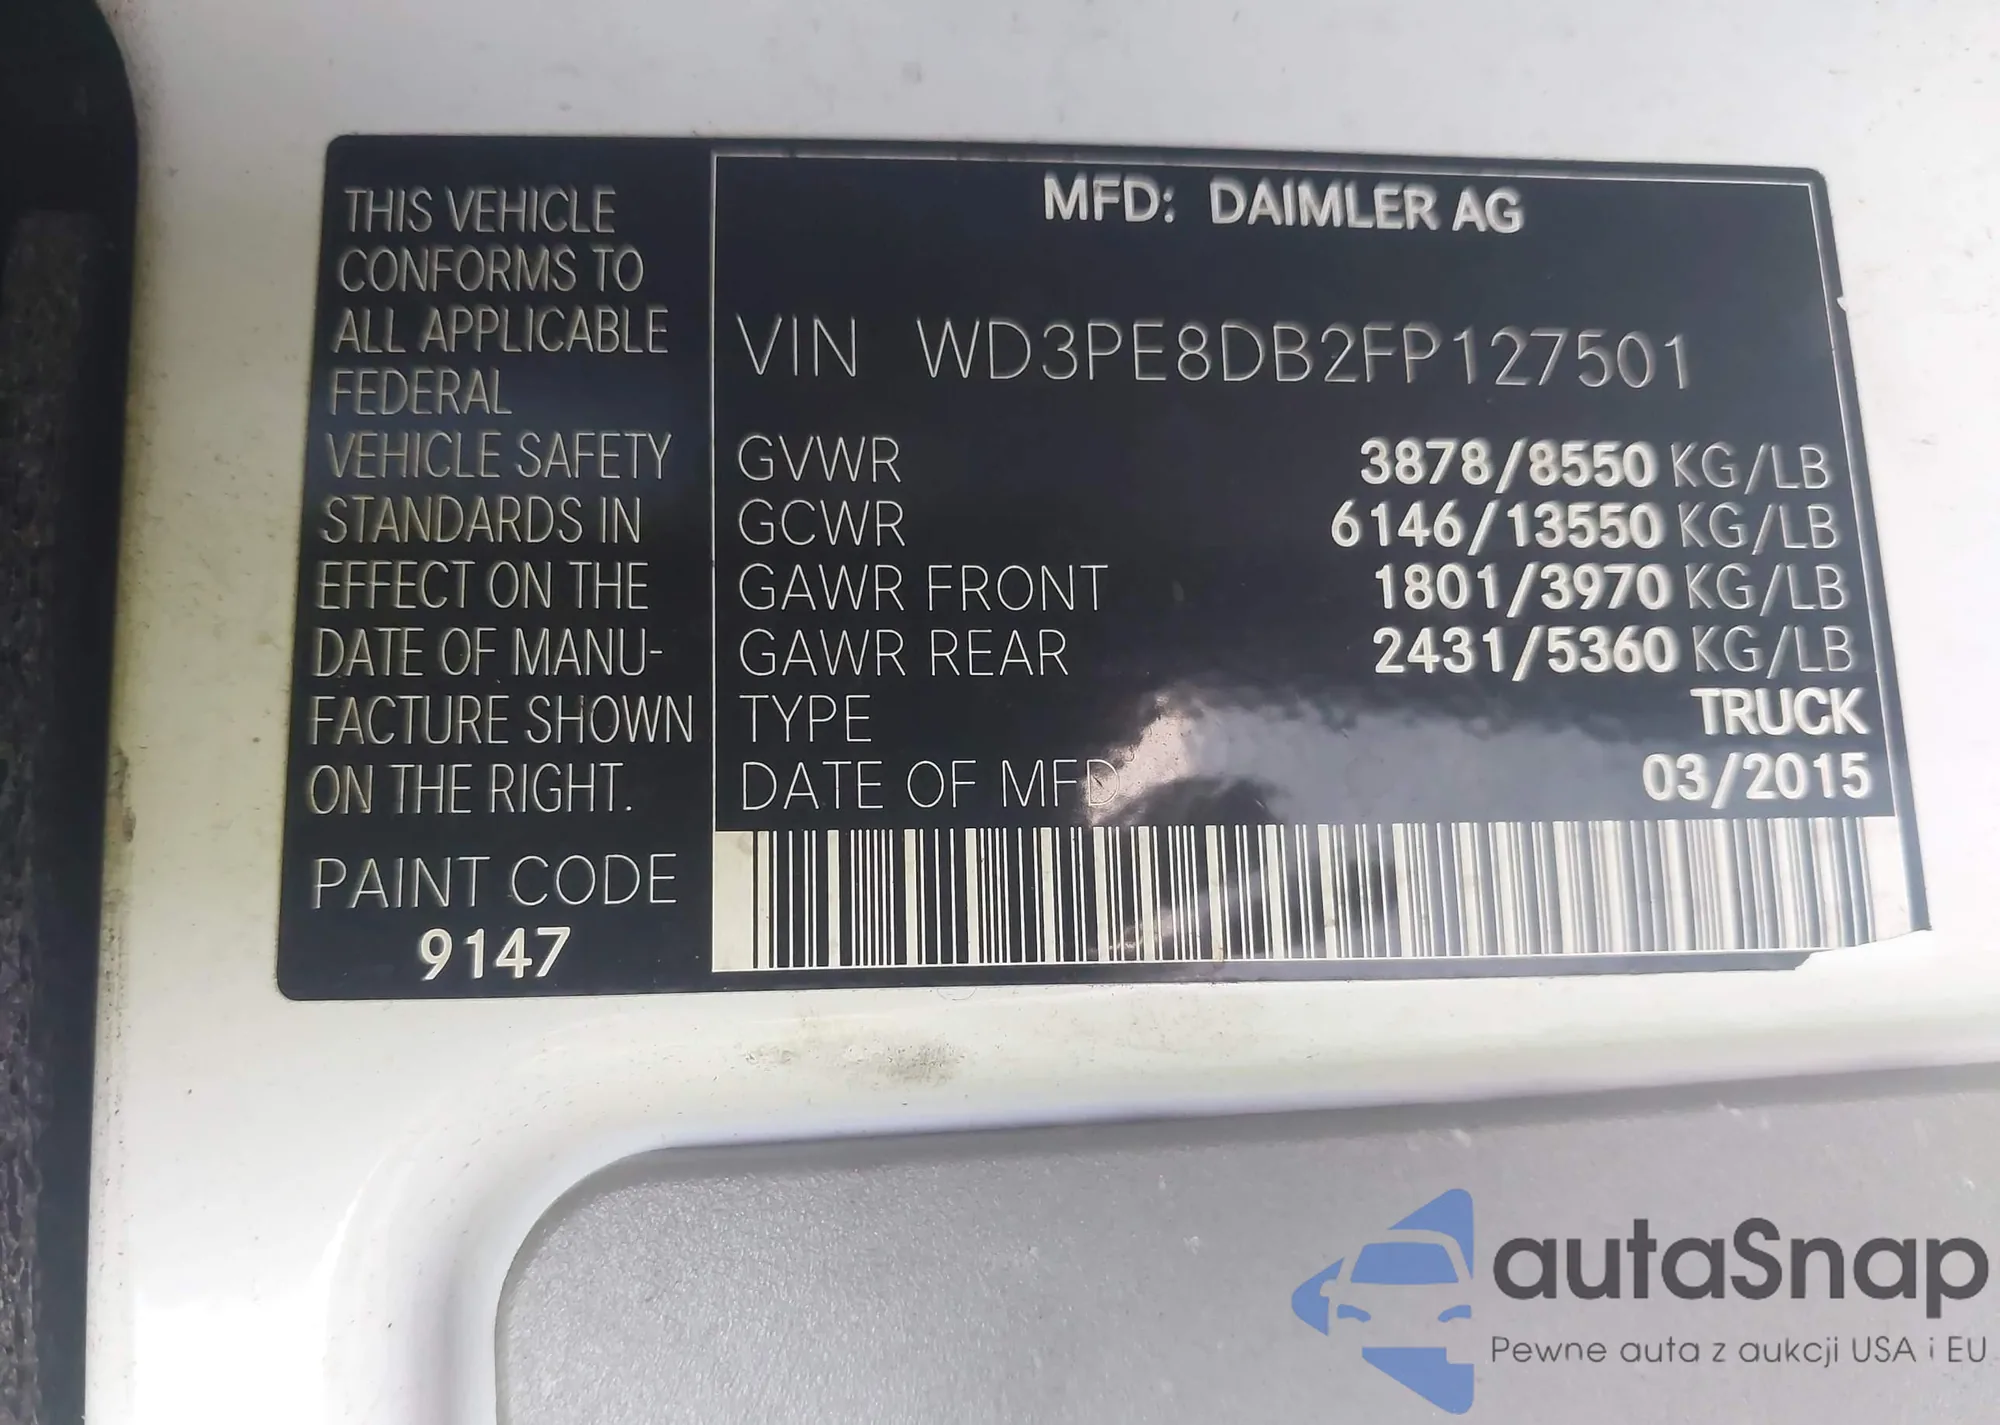 THIS VEHICLE
CONFORMS TO
ALL APPLICABLE
FEDERAL
VEHICLE SAFETY
STANDARDS IN
EFFECT ON THE
DATE OF MANU-
FACTURE SHOWN
ON THE RIGHT.
PAINT CODE
9147
MFD: DAIMLER AG
VIN WD3PE8DB2FP127501
GVWR 3878/8550 KG/LB
GCWR 6146/13550 KG/LB
GAWR FRONT 1801/3970 KG/LB
GAWR REAR 2431/5360 KG/LB
TYPE TRUCK
DATE OF MFD 03/2015
autaSnap
Pewne auta z aukcji USA i EU